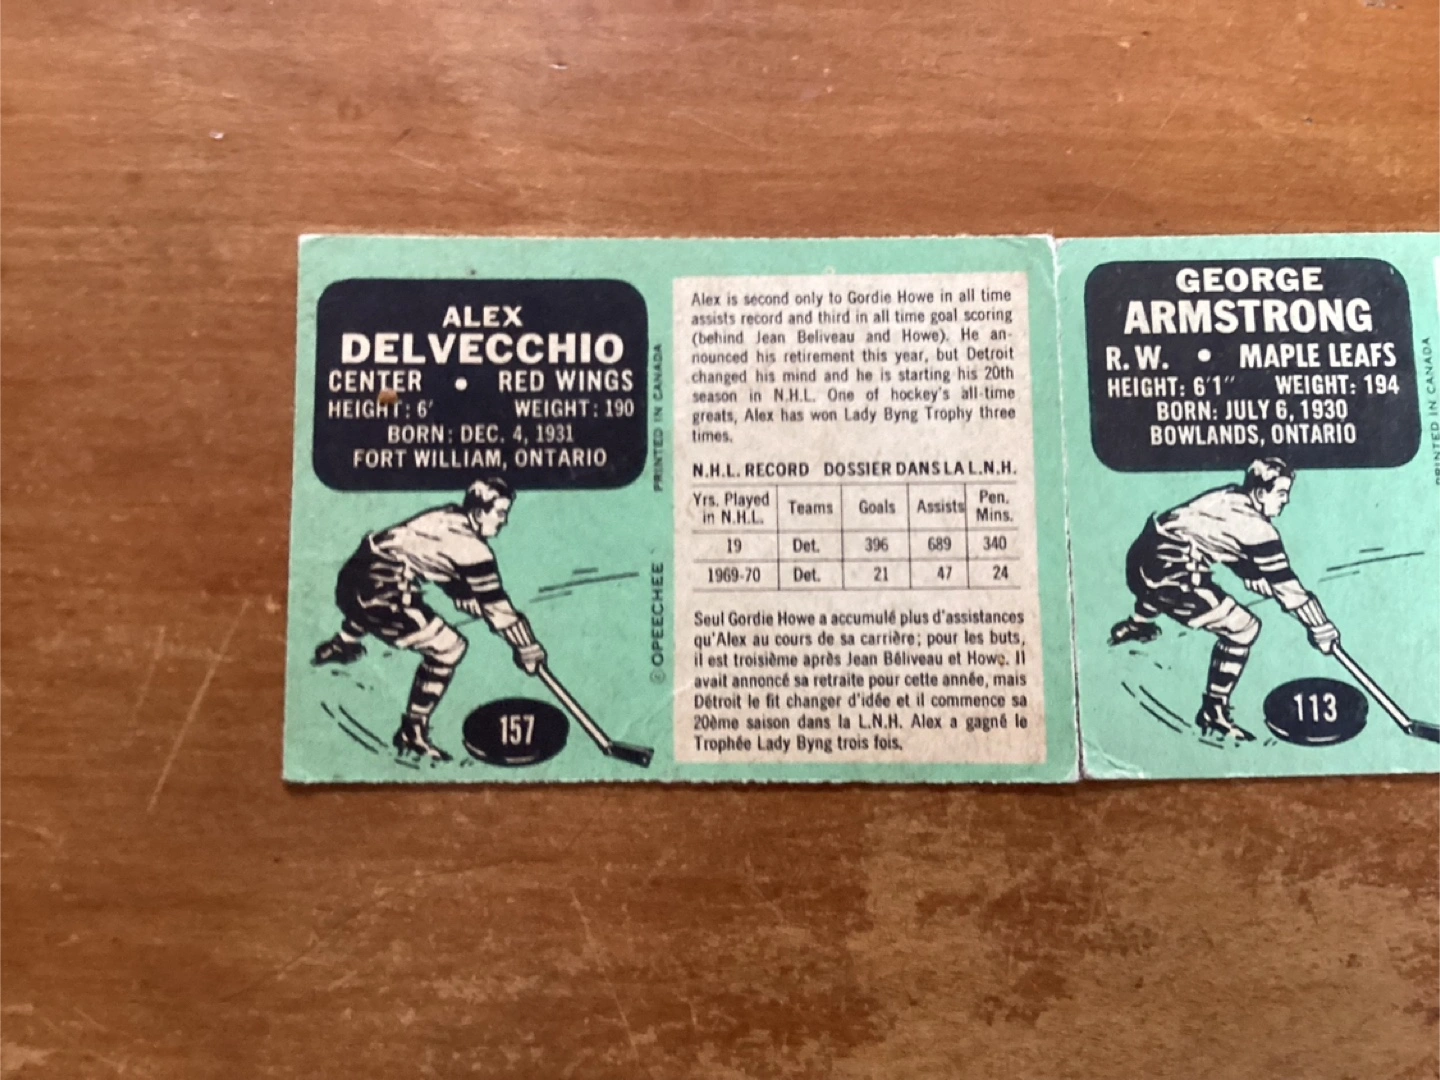 ALEX
DELVECCHIO
CENTER • RED WINGS
HEIGHT: 6' WEIGHT: 190
BORN: DEC. 4, 1931
FORT WILLIAM, ONTARIO
157
PRINTED IN CANADA
© OPEECHEE
Alex is second only to Gordie Howe in all time
assists record and third in all time goal scoring
(behind Jean Beliveau and Howe). He an-
nounced his retirement this year, but Detroit
changed his mind and he is starting his 20th
season in N.H.L. One of hockey's all-time
greats, Alex has won Lady Byng Trophy three
times.
N.H.L. RECORD DOSSIER DANS LA L.N.H.
Yrs. Played in N.H.L. Teams Goals Assists Pen. Mins.
19 Det. 396 689 340
1969-70 Det. 21 47 24
Seul Gordie Howe a accumulé plus d'assistances
qu'Alex au cours de sa carrière; pour les buts,
il est troisième après Jean Béliveau et Howe. Il
avait annoncé sa retraite pour cette année, mais
Détroit le fit changer d'idée et il commence sa
20ème saison dans la L.N.H. Alex a gagné le
Trophée Lady Byng trois fois.
GEORGE
ARMSTRONG
R.W. • MAPLE LEAFS
HEIGHT: 6'1" WEIGHT: 194
BORN: JULY 6, 1930
BOWLANDS, ONTARIO
113
PRINTED IN CANADA